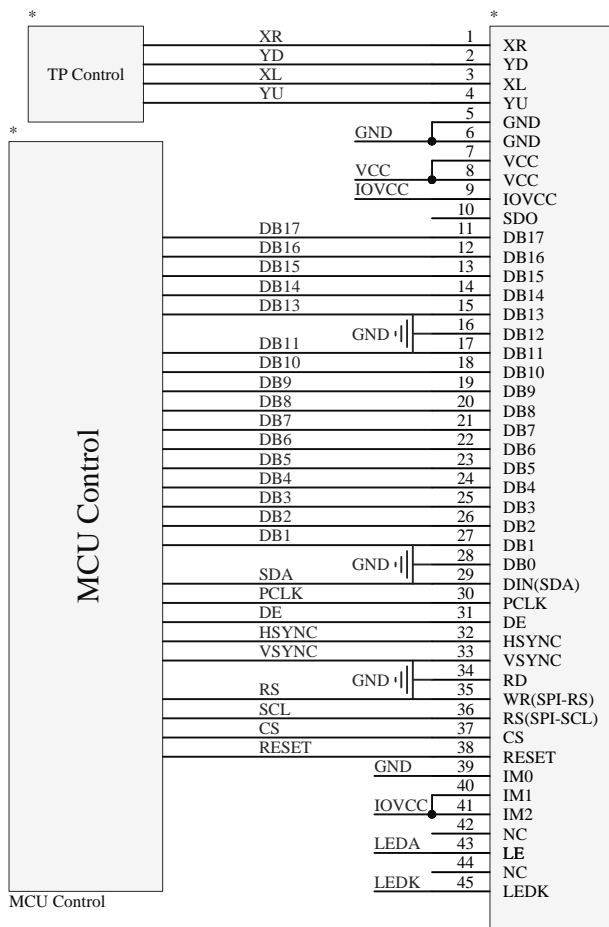 *
*
XR 1 XR
YD 2 YD
TP Control
XL 3 XL
YU 4 YU
5 GND
*
GND 6 GND
7 VCC
VCC 8 VCC
IOVCC 9 IOVCC
10 SDO
DB17 11 DB17
DB16 12 DB16
DB15 13 DB15
DB14 14 DB14
DB13 15 DB13
GND 16 DB12
DB11 17 DB11
DB10 18 DB10
DB9 19 DB9
DB8 20 DB8
DB7 21 DB7
DB6 22 DB6
DB5 23 DB5
DB4 24 DB4
DB3 25 DB3
DB2 26 DB2
DB1 27 DB1
MCU Control
GND 28 DB0
SDA 29 DIN(SDA)
PCLK 30 PCLK
DE 31 DE
HSYNC 32 HSYNC
VSYNC 33 VSYNC
GND 34 RD
RS 35 WR(SPI-RS)
SCL 36 RS(SPI-SCL)
CS 37 CS
RESET 38 RESET
GND 39 IM0
40 IM1
IOVCC 41 IM2
42 NC
LEDA 43 LE
44 NC
LEDK 45 LEDK
MCU Control